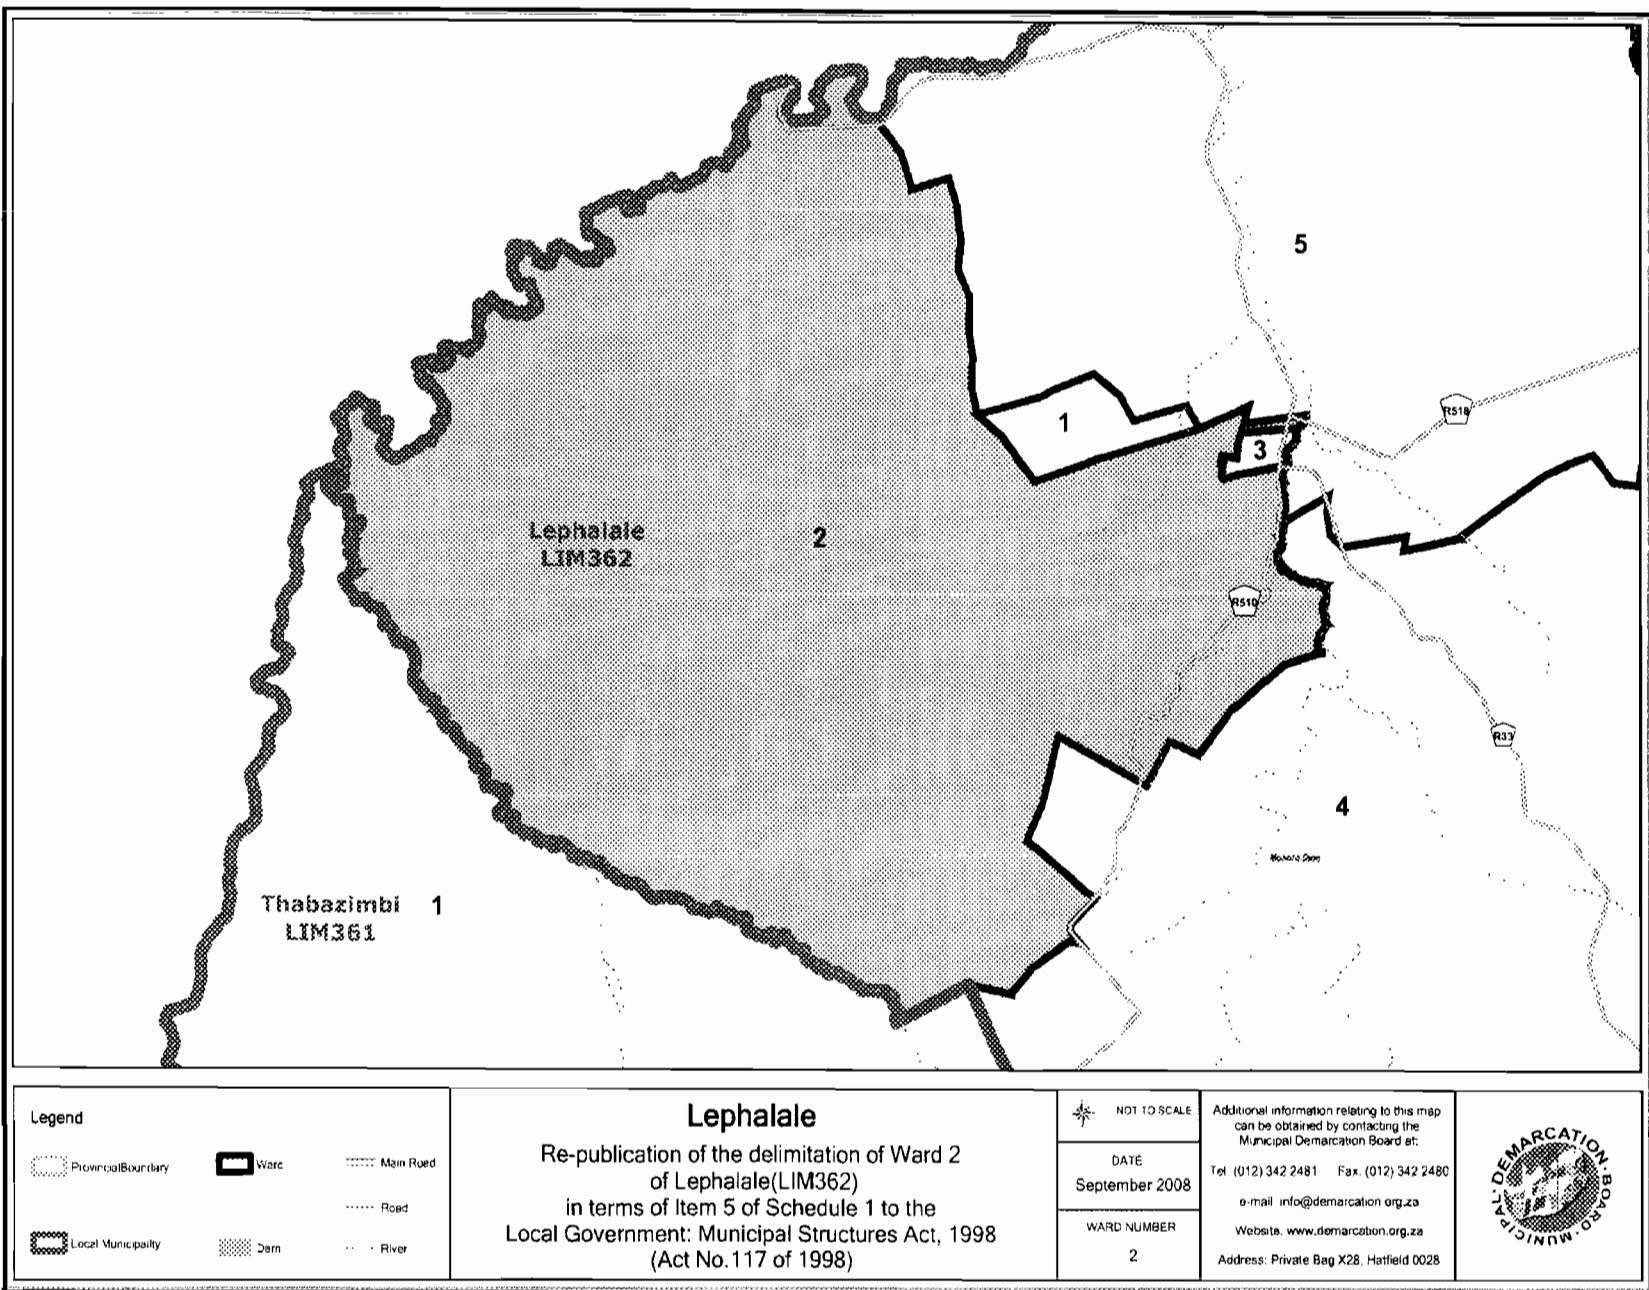 5
R518
1
3
Lephalale
LIM362
2
R510
R33
4
Thabazimbi
LIM361
1
Legend
Provincial Boundary
Ward
Main Road
Road
Local Municipality
Dam
River
Lephalale
Re-publication of the delimitation of Ward 2
of Lephalale(LIM362)
in terms of Item 5 of Schedule 1 to the
Local Government: Municipal Structures Act, 1998
(Act No.117 of 1998)
NOT TO SCALE
DATE
September 2008
WARD NUMBER
2
Additional information relating to this map
can be obtained by contacting the
Municipal Demarcation Board at:
Tel (012) 342 2481 Fax. (012) 342 2480
e-mail info@demarcation.org.za
Website. www.demarcation.org.za
Address: Private Bag X28, Hatfield 0028
MUNICIPAL DEMARCATION BOARD